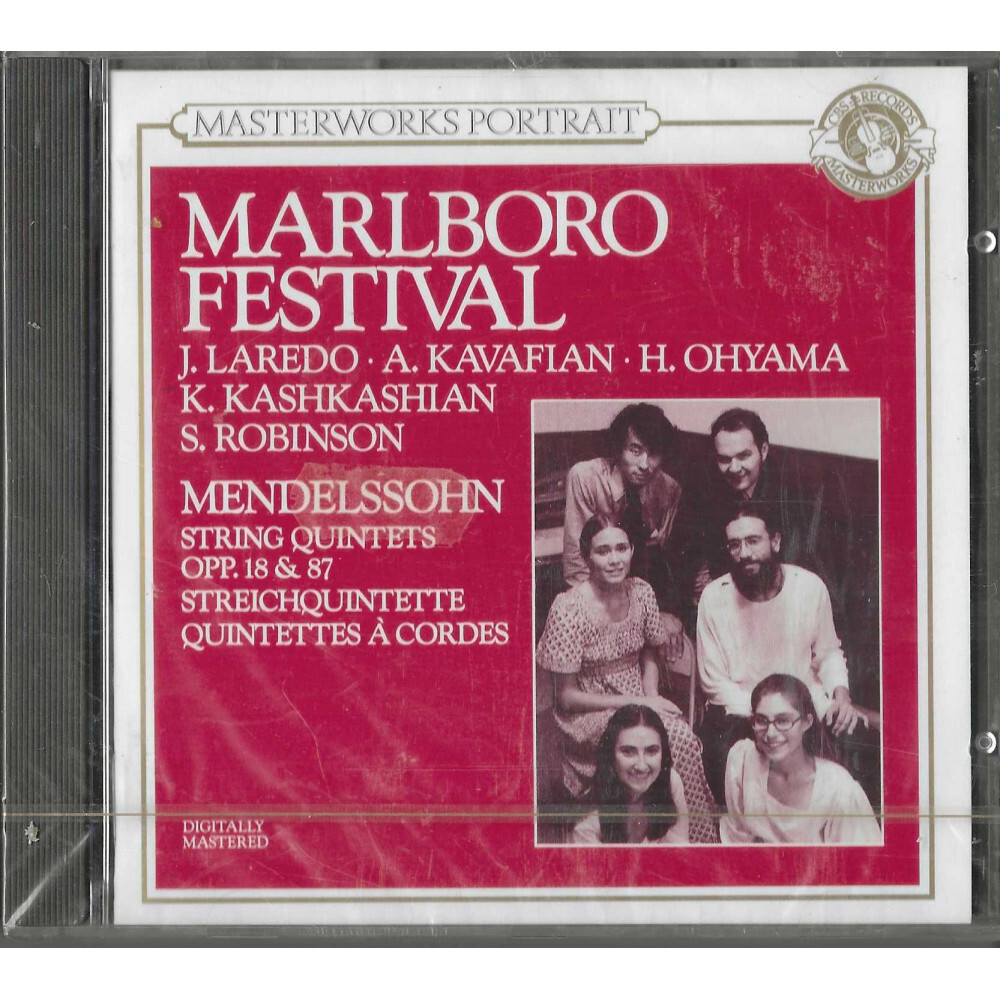 MASTERWORKS PORTRAIT
CBS RECORDS
MASTERWORKS
MARLBORO
FESTIVAL
J. LAREDO · A. KAVAFIAN · H. OHYAMA
K. KASHKASHIAN
S. ROBINSON
MENDELSSOHN
STRING QUINTETS
OPP. 18 & 87
STREICHQUINTETTE
QUINTETTES À CORDES
DIGITALLY
MASTERED